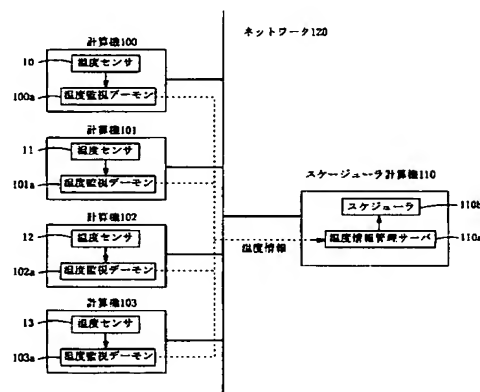 計算機100
10
温度センサ
100a
温度監視デーモン
計算機101
11
温度センサ
101a
温度監視デーモン
計算機102
12
温度センサ
102a
温度監視デーモン
計算機103
13
温度センサ
103a
温度監視デーモン
ネットワーク120
スケージューラ計算機110
スケジューラ
110b
温度情報管理サーバ
110a
温度情報